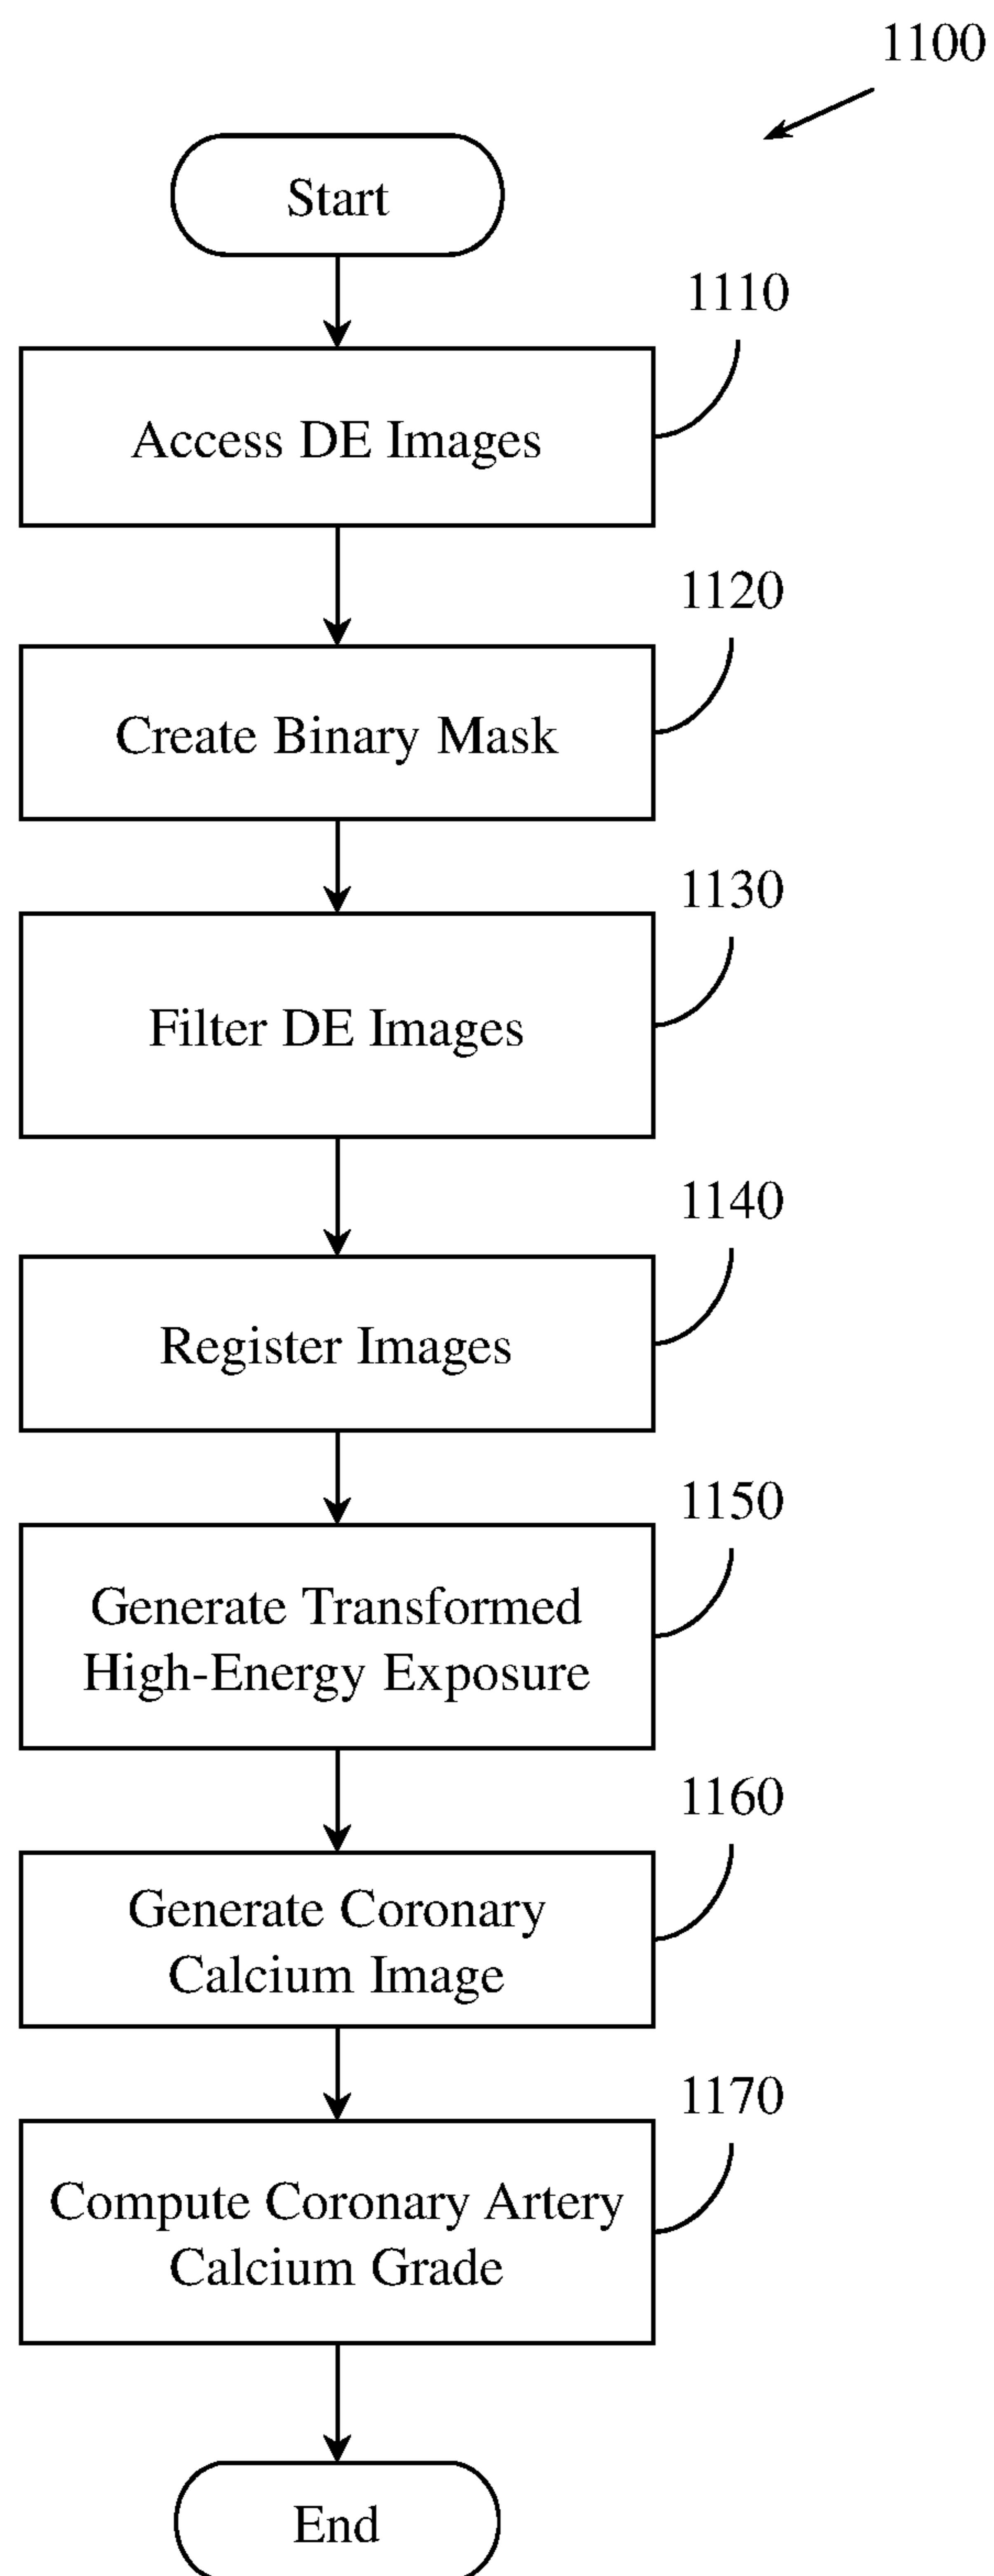 1100
Start
1110
Access DE Images
1120
Create Binary Mask
1130
Filter DE Images
1140
Register Images
1150
Generate Transformed
High-Energy Exposure
1160
Generate Coronary
Calcium Image
1170
Compute Coronary Artery
Calcium Grade
End